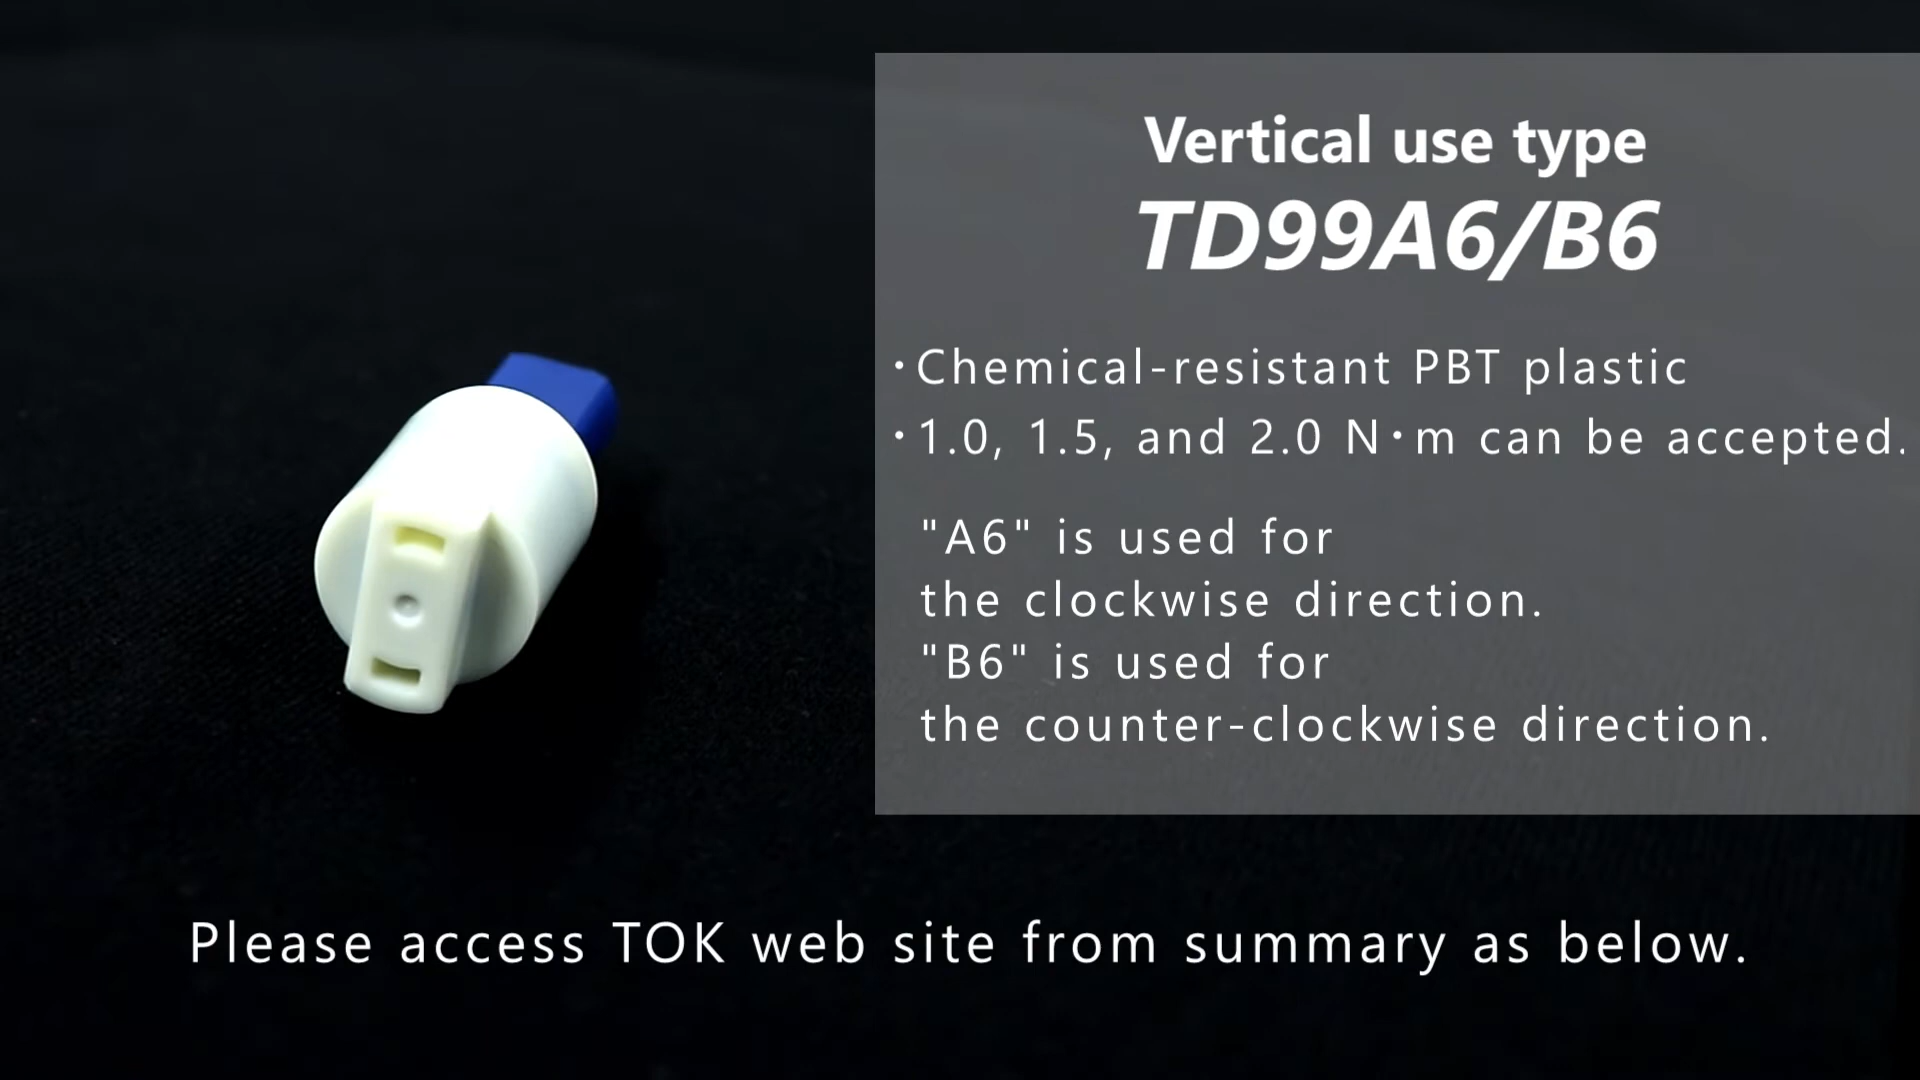 Vertical use type
TD99A6/B6
・Chemical-resistant PBT plastic
・1.0, 1.5, and 2.0 N・m can be accepted.
"A6" is used for
the clockwise direction.
"B6" is used for
the counter-clockwise direction.
Please access TOK web site from summary as below.